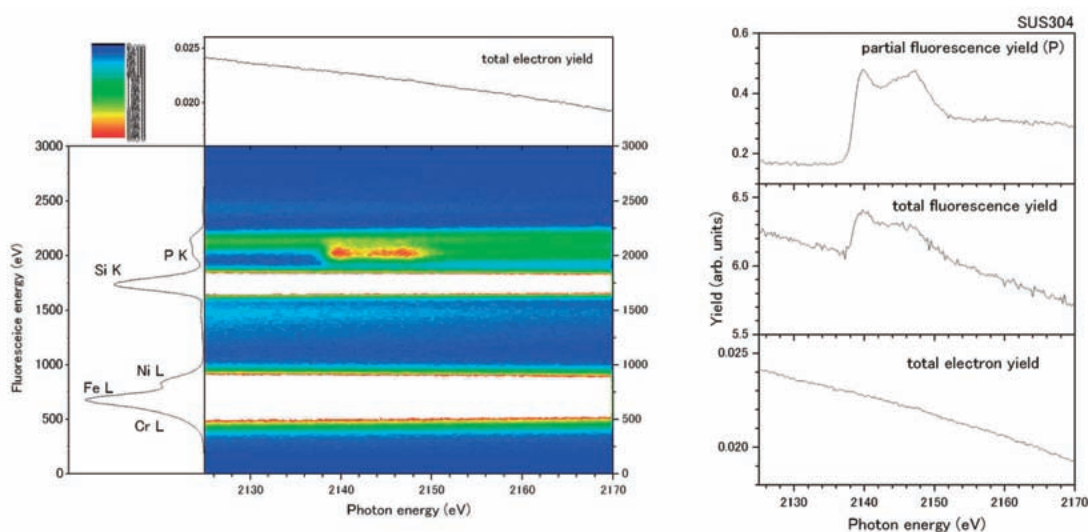 SUS304
0.025
0.020
total electron yield
3000
2500
2000
1500
1000
500
0
Fluoresceice energy (eV)
P K
Si K
Ni L
Fe L
Cr L
3000
2500
2000
1500
1000
500
0
2130
2140
2150
2160
2170
Photon energy (eV)
0.6
0.4
0.2
partial fluorescence yield (P)
6.5
6.0
5.5
total fluorescence yield
Yield (arb. units)
0.025
0.020
total electron yield
2130
2140
2150
2160
2170
Photon energy (eV)